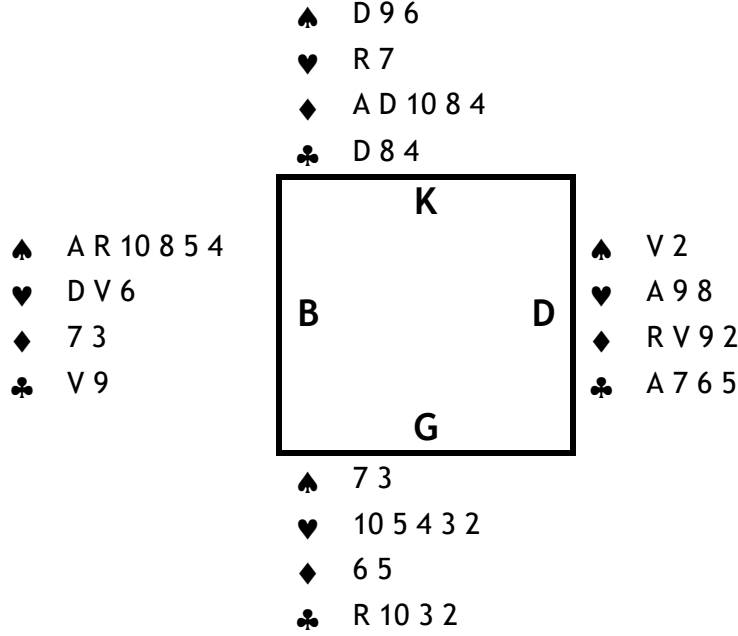 ♠ D 9 6
♥ R 7
♦ A D 10 8 4
♣ D 8 4
K
♠ A R 10 8 5 4
♥ D V 6
♦ 7 3
♣ V 9
B
D
♠ V 2
♥ A 9 8
♦ R V 9 2
♣ A 7 6 5
G
♠ 7 3
♥ 10 5 4 3 2
♦ 6 5
♣ R 10 3 2